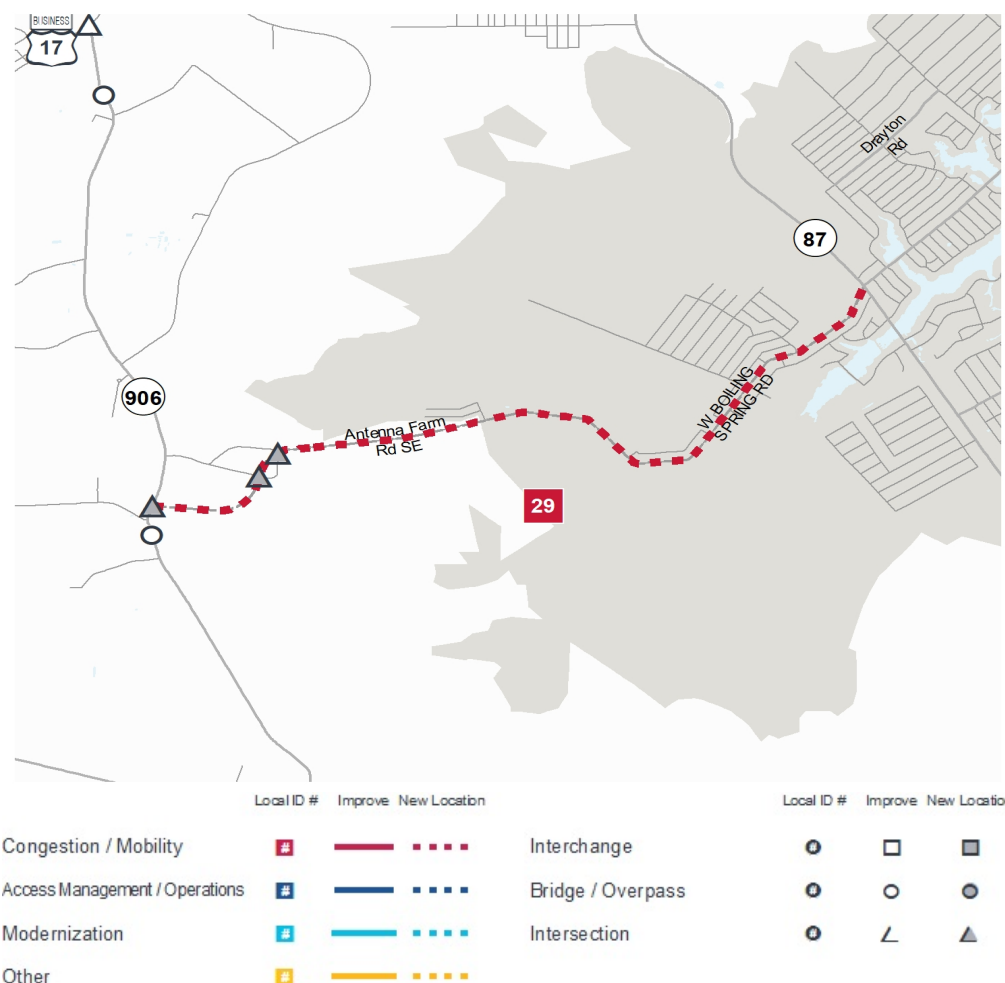 BUSINESS
17
Drayton
Rd
87
906
W BOILING
SPRING RD
Antenna Farm
Rd SE
29
Local ID # Improve New Location Local ID # Improve New Locatio
Congestion / Mobility # Interchange #
Access Management / Operations # Bridge / Overpass #
Modernization # Intersection #
Other #